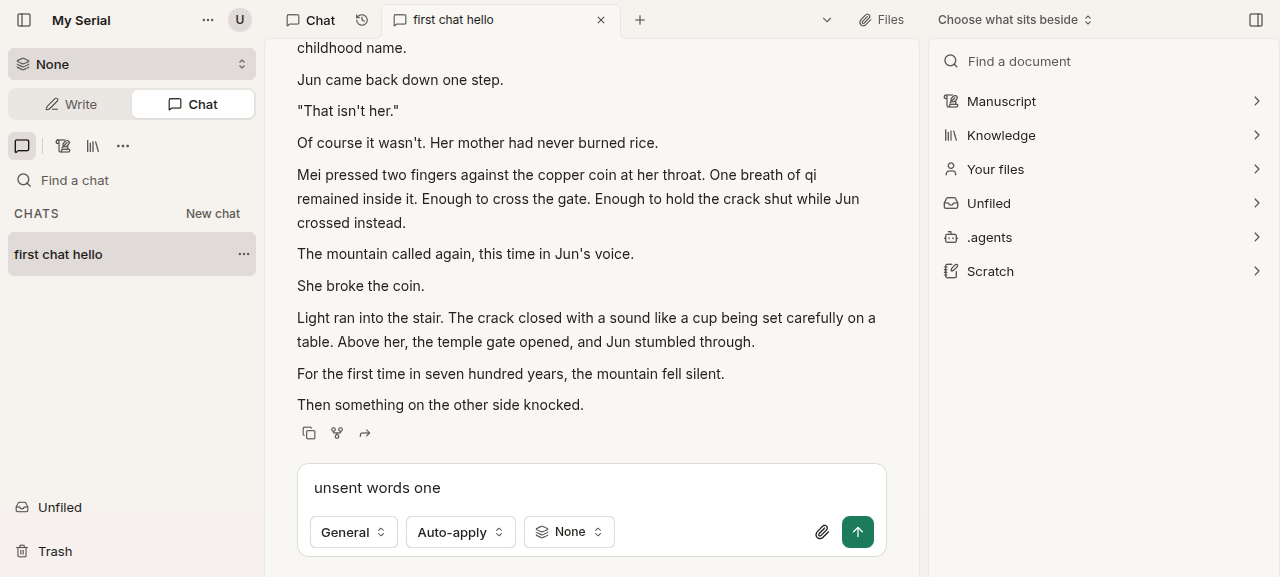 My Serial
U
None
Write
Chat
Find a chat
CHATS
New chat
first chat hello
Unfiled
Trash
Chat
first chat hello
Files
childhood name.
Jun came back down one step.
"That isn't her."
Of course it wasn't. Her mother had never burned rice.
Mei pressed two fingers against the copper coin at her throat. One breath of qi
remained inside it. Enough to cross the gate. Enough to hold the crack shut while Jun
crossed instead.
The mountain called again, this time in Jun's voice.
She broke the coin.
Light ran into the stair. The crack closed with a sound like a cup being set carefully on a
table. Above her, the temple gate opened, and Jun stumbled through.
For the first time in seven hundred years, the mountain fell silent.
Then something on the other side knocked.
unsent words one
General
Auto-apply
None
Choose what sits beside
Find a document
Manuscript
Knowledge
Your files
Unfiled
.agents
Scratch